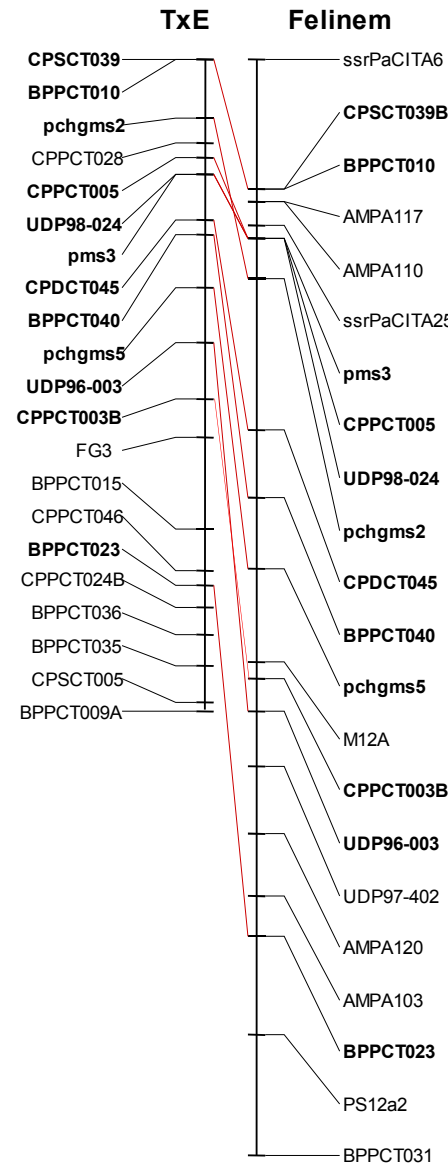 TxE
Felinem
CPSCT039
BPPCT010
pchgms2
CPPCT028
CPPCT005
UDP98-024
pms3
CPDCT045
BPPCT040
pchgms5
UDP96-003
CPPCT003B
FG3
BPPCT015
CPPCT046
BPPCT023
CPPCT024B
BPPCT036
BPPCT035
CPSCT005
BPPCT009A
ssrPaCITA6
CPSCT039B
BPPCT010
AMPA117
AMPA110
ssrPaCITA25
pms3
CPPCT005
UDP98-024
pchgms2
CPDCT045
BPPCT040
pchgms5
M12A
CPPCT003B
UDP96-003
UDP97-402
AMPA120
AMPA103
BPPCT023
PS12a2
BPPCT031